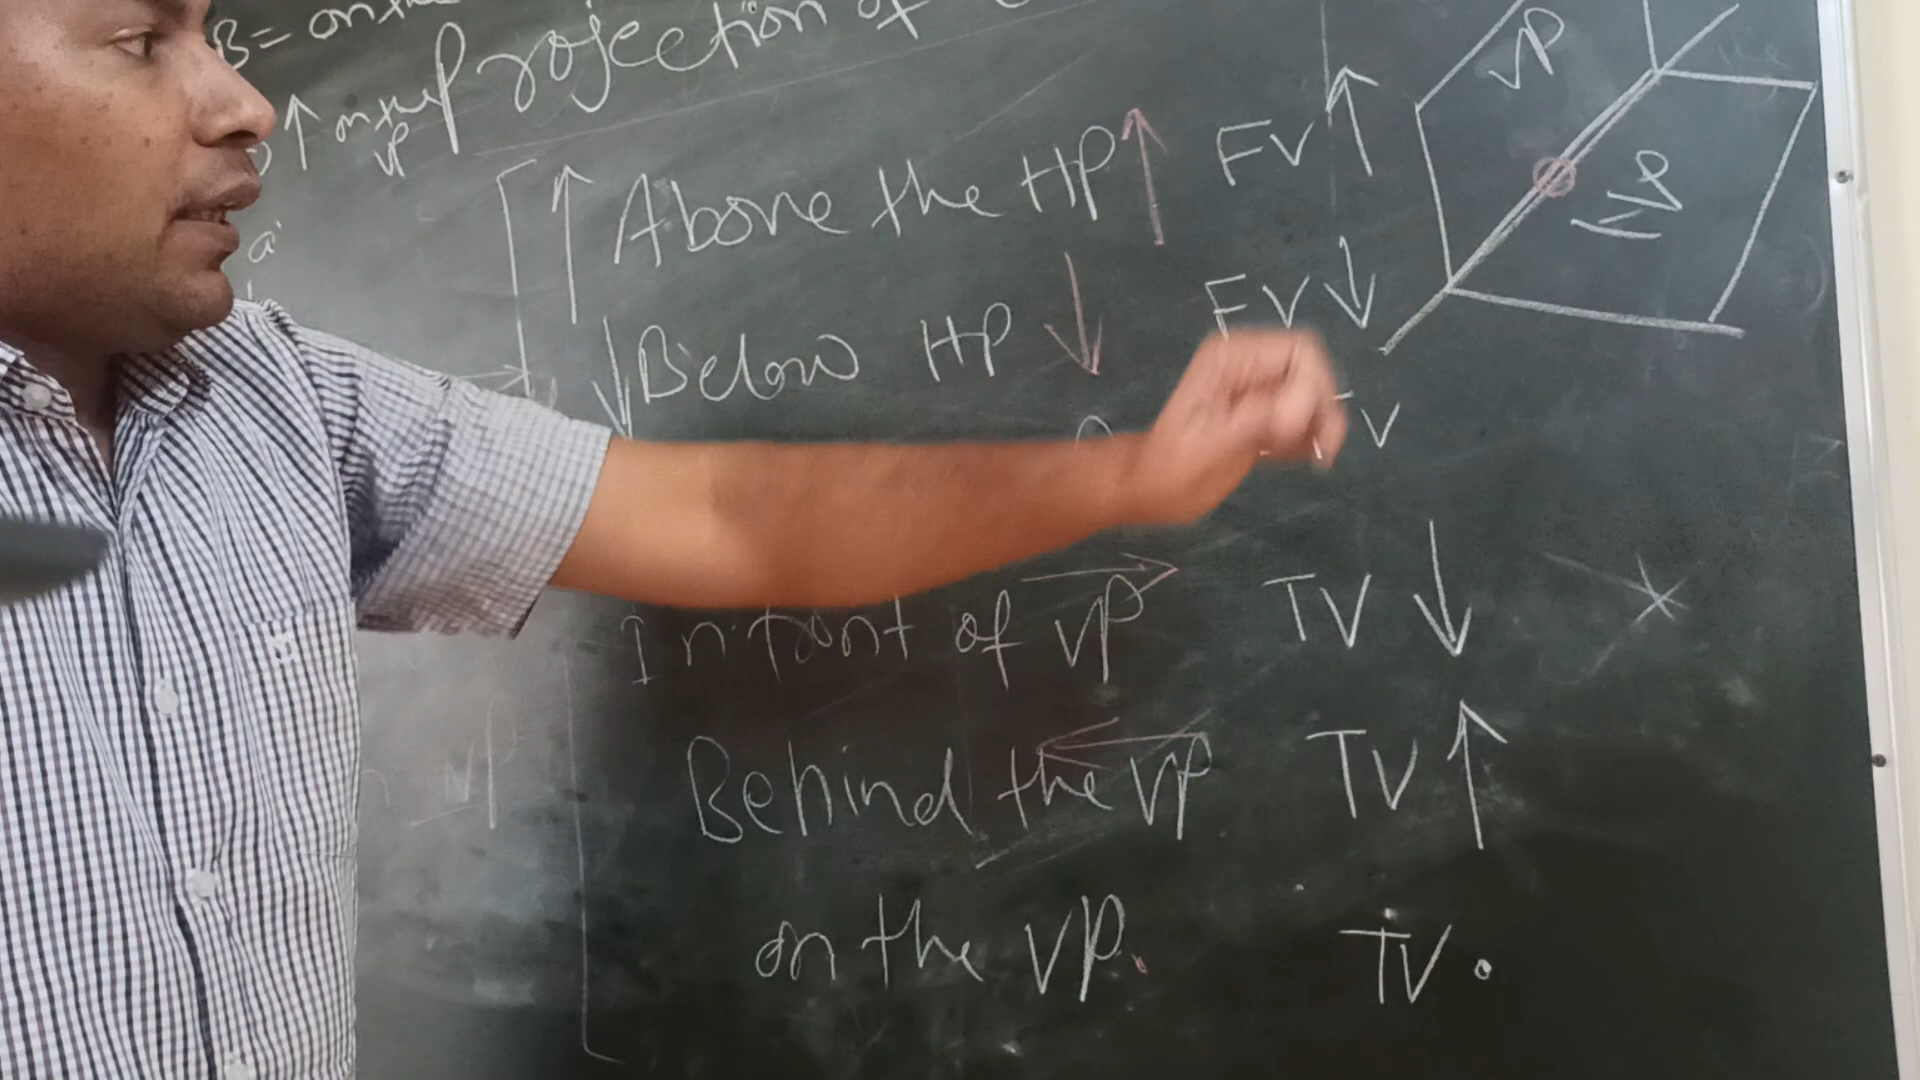 B = on the
Projection of
on the
VP
Above the HP FV
a'
Below HP FV
V
In front of VP TV
Behind the VP TV
VP
on the VP. TV .
VP
HP